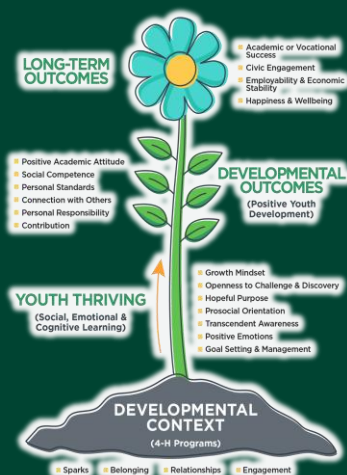 LONG-TERM
OUTCOMES
Academic or Vocational
Success
Civic Engagement
Employability & Economic
Stability
Happiness & Wellbeing
Positive Academic Attitude
Social Competence
Personal Standards
Connection with Others
Personal Responsibility
Contribution
DEVELOPMENTAL
OUTCOMES
(Positive Youth
Development)
YOUTH THRIVING
(Social, Emotional &
Cognitive Learning)
Growth Mindset
Openness to Challenge & Discovery
Hopeful Purpose
Prosocial Orientation
Transcendent Awareness
Positive Emotions
Goal Setting & Management
DEVELOPMENTAL
CONTEXT
(4-H Programs)
Sparks Belonging Relationships Engagement